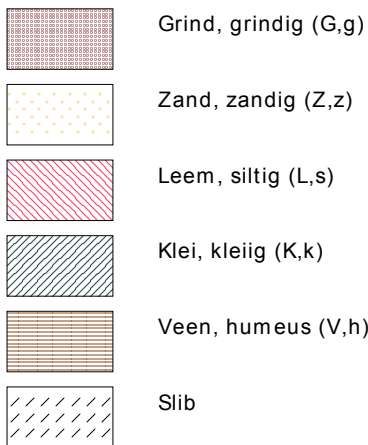 Grind, grindig (G,g)
Zand, zandig (Z,z)
Leem, siltig (L,s)
Klei, kleiig (K,k)
Veen, humeus (V,h)
Slib